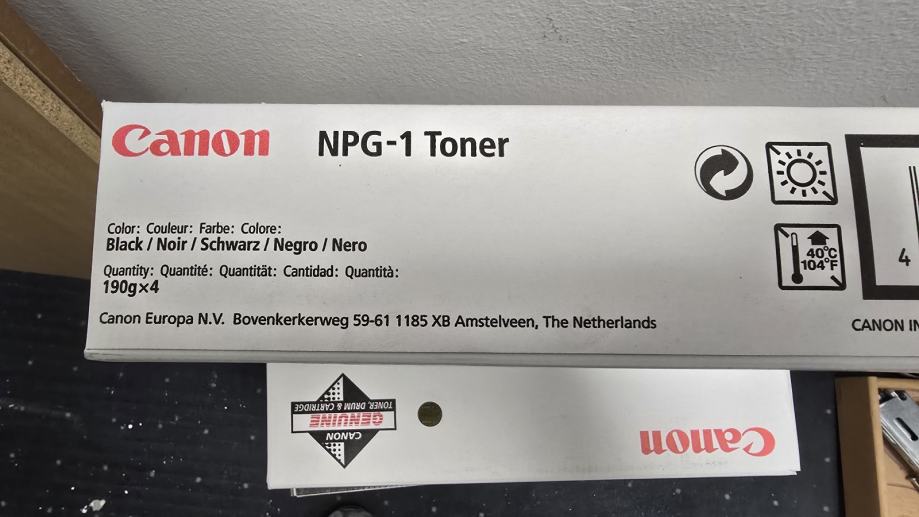 Canon NPG-1 Toner
Color: Couleur: Farbe: Colore:
Black / Noir / Schwarz / Negro / Nero
Quantity: Quantité: Quantität: Cantidad: Quantità:
190g×4
Canon Europa N.V. Bovenkerkerweg 59-61 1185 XB Amstelveen, The Netherlands
40°C
104°F
4
CANON IN
CANON
GENUINE
TONER, DRUM & CARTRIDGE
Canon